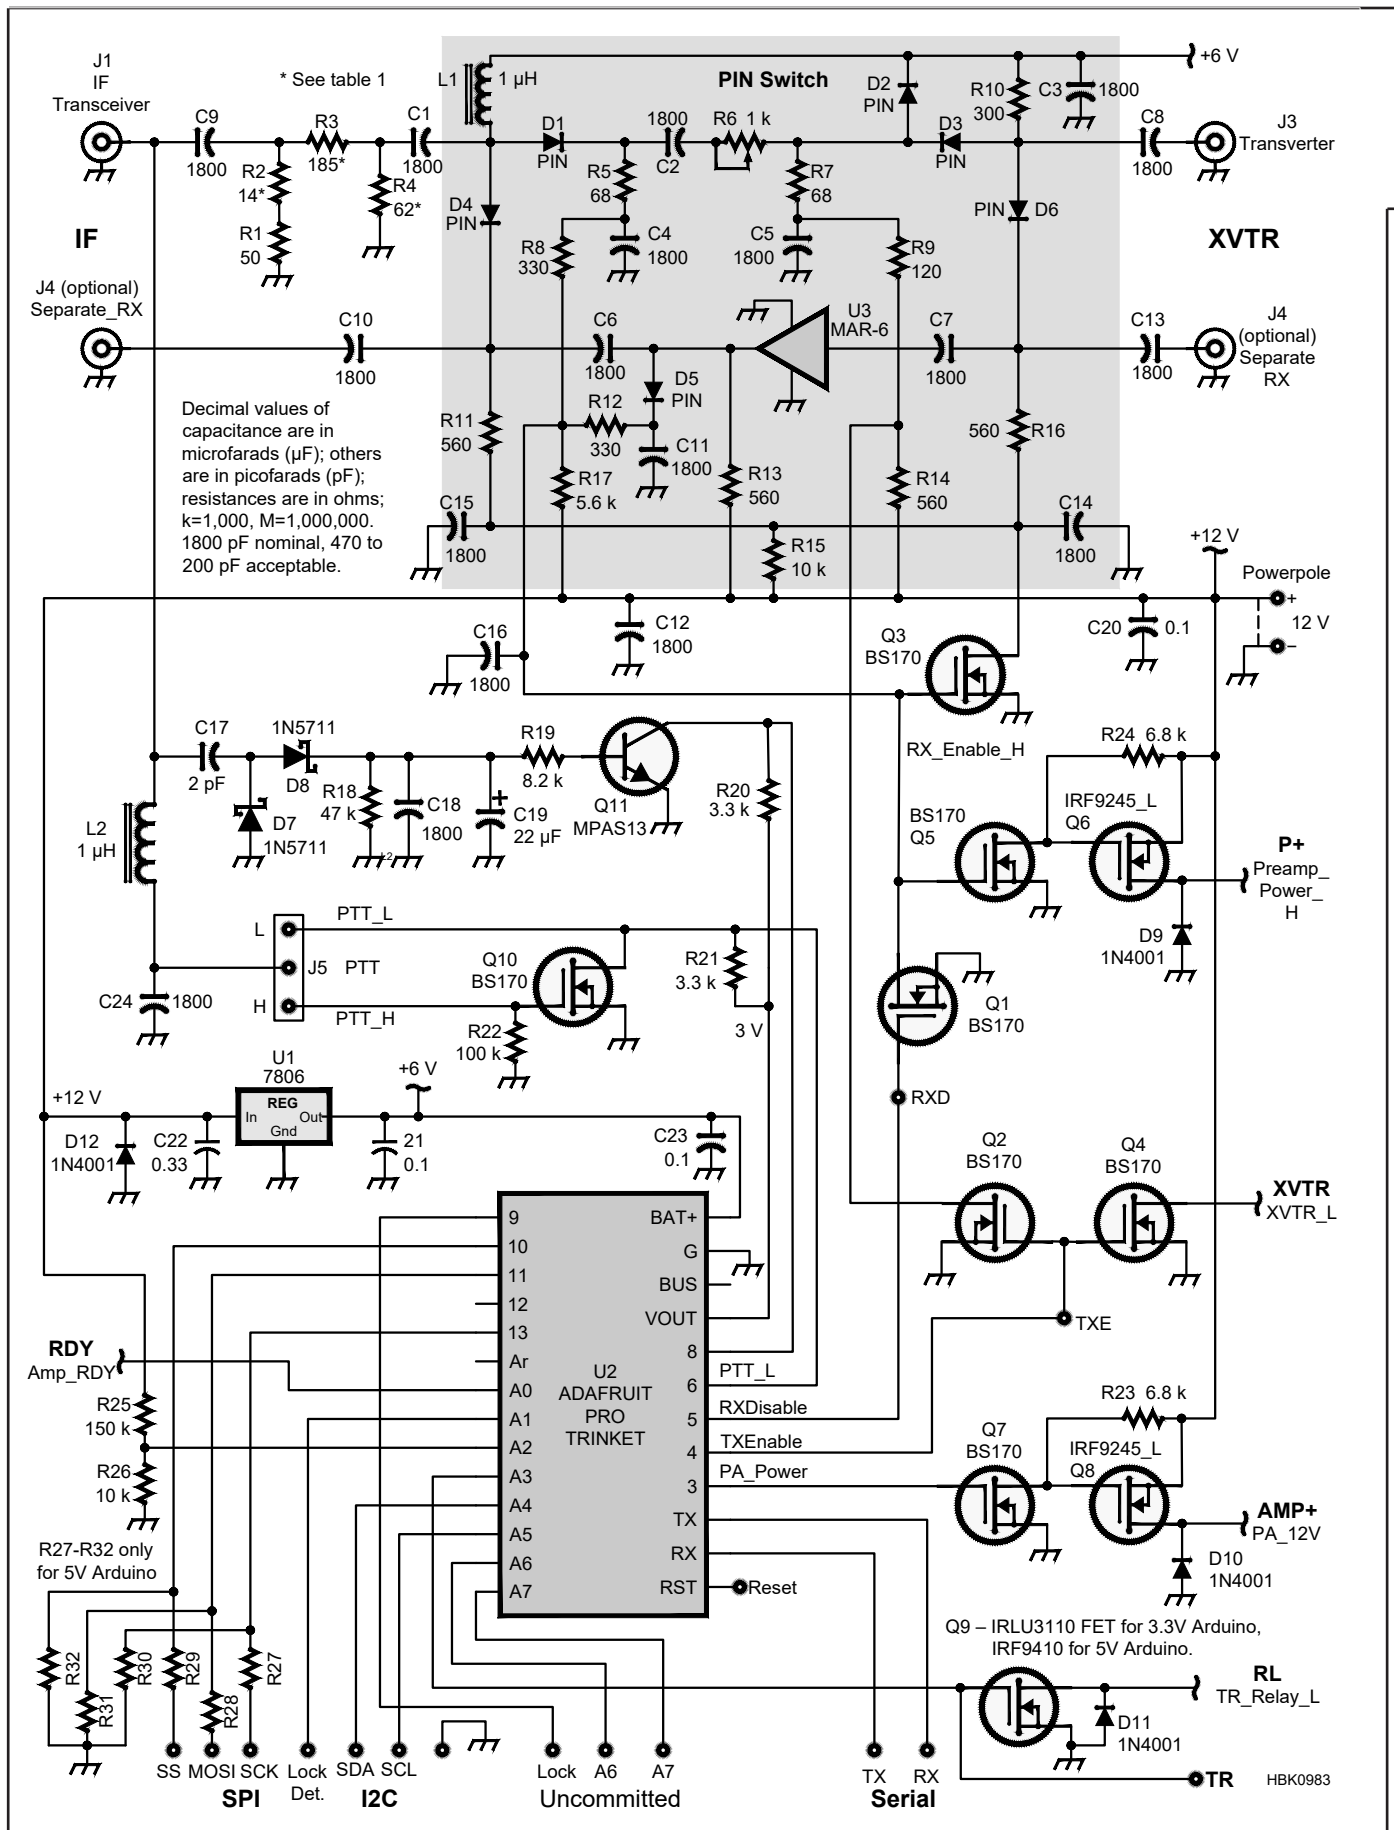 J1
IF
Transceiver
* See table 1
L1
1 µH
PIN Switch
D2
PIN
R10
300
C3
1800
+6 V
C9
1800
R3
185*
C1
1800
D1
PIN
1800
C2
R6 1 k
D3
PIN
C8
1800
J3
Transverter
R2
14*
R4
62*
R5
68
R7
68
D4
PIN
PIN
D6
R1
50
IF
XVTR
R8
330
C4
1800
C5
1800
R9
120
J4 (optional)
Separate_RX
C10
1800
C6
1800
U3
MAR-6
C7
1800
C13
1800
J4
(optional)
Separate
RX
Decimal values of
capacitance are in
microfarads (µF); others
are in picofarads (pF);
resistances are in ohms;
k=1,000, M=1,000,000.
1800 pF nominal, 470 to
200 pF acceptable.
D5
PIN
R11
560
R12
330
C11
1800
560
R16
R17
5.6 k
R13
560
R14
560
C15
1800
C14
1800
R15
10 k
+12 V
Powerpole
+
12 V
–
C16
1800
C12
1800
C20
0.1
Q3
BS170
RX_Enable_H
C17
2 pF
1N5711
D8
R19
8.2 k
Q11
MPAS13
R20
3.3 k
R24 6.8 k
D7
1N5711
R18
47 k
L2
C18
1800
+
C19
22 µF
L2
1 µH
BS170
Q5
IRF9245_L
Q6
P+
Preamp_
Power_
H
D9
1N4001
L
PTT_L
J5 PTT
H
PTT_H
C24
1800
Q10
BS170
R21
3.3 k
R22
100 k
3 V
Q1
BS170
RXD
U1
7806
REG
In
Out
Gnd
+12 V
+6 V
D12
1N4001
C22
0.33
21
0.1
C23
0.1
Q2
BS170
Q4
BS170
XVTR
XVTR_L
TXE
9
10
11
12
13
Ar
A0
A1
A2
A3
A4
A5
A6
A7
U2
ADAFRUIT
PRO
TRINKET
BAT+
G
BUS
VOUT
8
6
5
4
3
TX
RX
RST
PTT_L
RXDisable
TXEnable
PA_Power
Reset
RDY
Amp_RDY
R25
150 k
R26
10 k
R23 6.8 k
Q7
BS170
IRF9245_L
Q8
AMP+
PA_12V
D10
1N4001
R27-R32 only
for 5V Arduino
R32
R31
R30
R29
R28
R27
Q9 – IRLU3110 FET for 3.3V Arduino,
IRF9410 for 5V Arduino.
RL
TR_Relay_L
D11
1N4001
TR
HBK0983
SS MOSI SCK
SPI
Lock
Det.
SDA SCL
I2C
Lock A6 A7
Uncommitted
TX RX
Serial